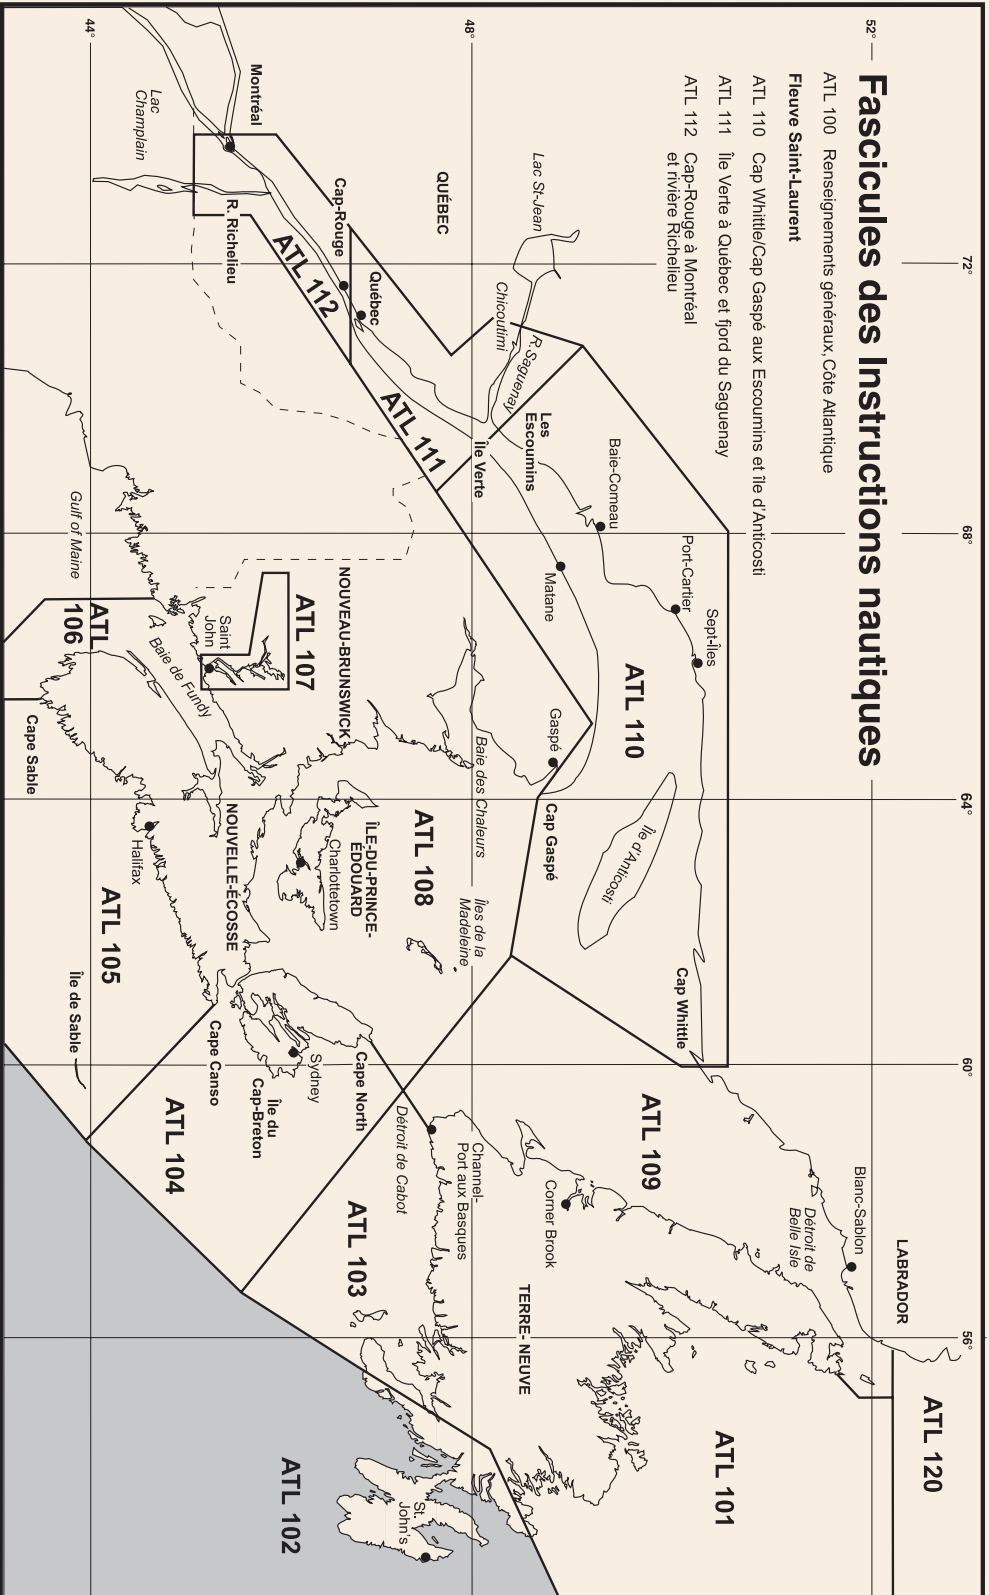 Fascicules des Instructions nautiques
ATL 100 Renseignements généraux, Côte Atlantique
Fleuve Saint-Laurent
ATL 110 Cap Whittle/Cap Gaspé aux Escoumins et île d'Anticosti
ATL 111 Île Verte à Québec et fjord du Saguenay
ATL 112 Cap-Rouge à Montréal
et rivière Richelieu
52°
48°
44°
72°
68°
64°
60°
56°
LABRADOR
ATL 120
Blanc-Sablon
Détroit de
Belle Isle
ATL 101
ATL 109
Cap Whittle
Sept-Îles
Port-Cartier
Baie-Comeau
ATL 110
Île d'Anticosti
Lac St-Jean
Chicoutimi
R. Saguenay
Les
Escoumins
Matane
Gaspé
Cap Gaspé
Corner Brook
TERRE-NEUVE
QUÉBEC
Île Verte
Baie des Chaleurs
Îles de la
Madeleine
Channel-
Port aux Basques
ATL 111
ATL 108
Détroit de Cabot
St.
John's
Québec
Cap-Rouge
ATL 112
NOUVEAU-BRUNSWICK
ÎLE-DU-PRINCE-
ÉDOUARD
Charlottetown
Cape North
ATL 103
ATL 107
Sydney
ATL 102
Montréal
R. Richelieu
Saint
John
Baie de Fundy
NOUVELLE-ÉCOSSE
Île du
Cap-Breton
Cape Canso
ATL 104
Lac
Champlain
Halifax
ATL 105
Gulf of Maine
ATL
106
Île de Sable
Cape Sable